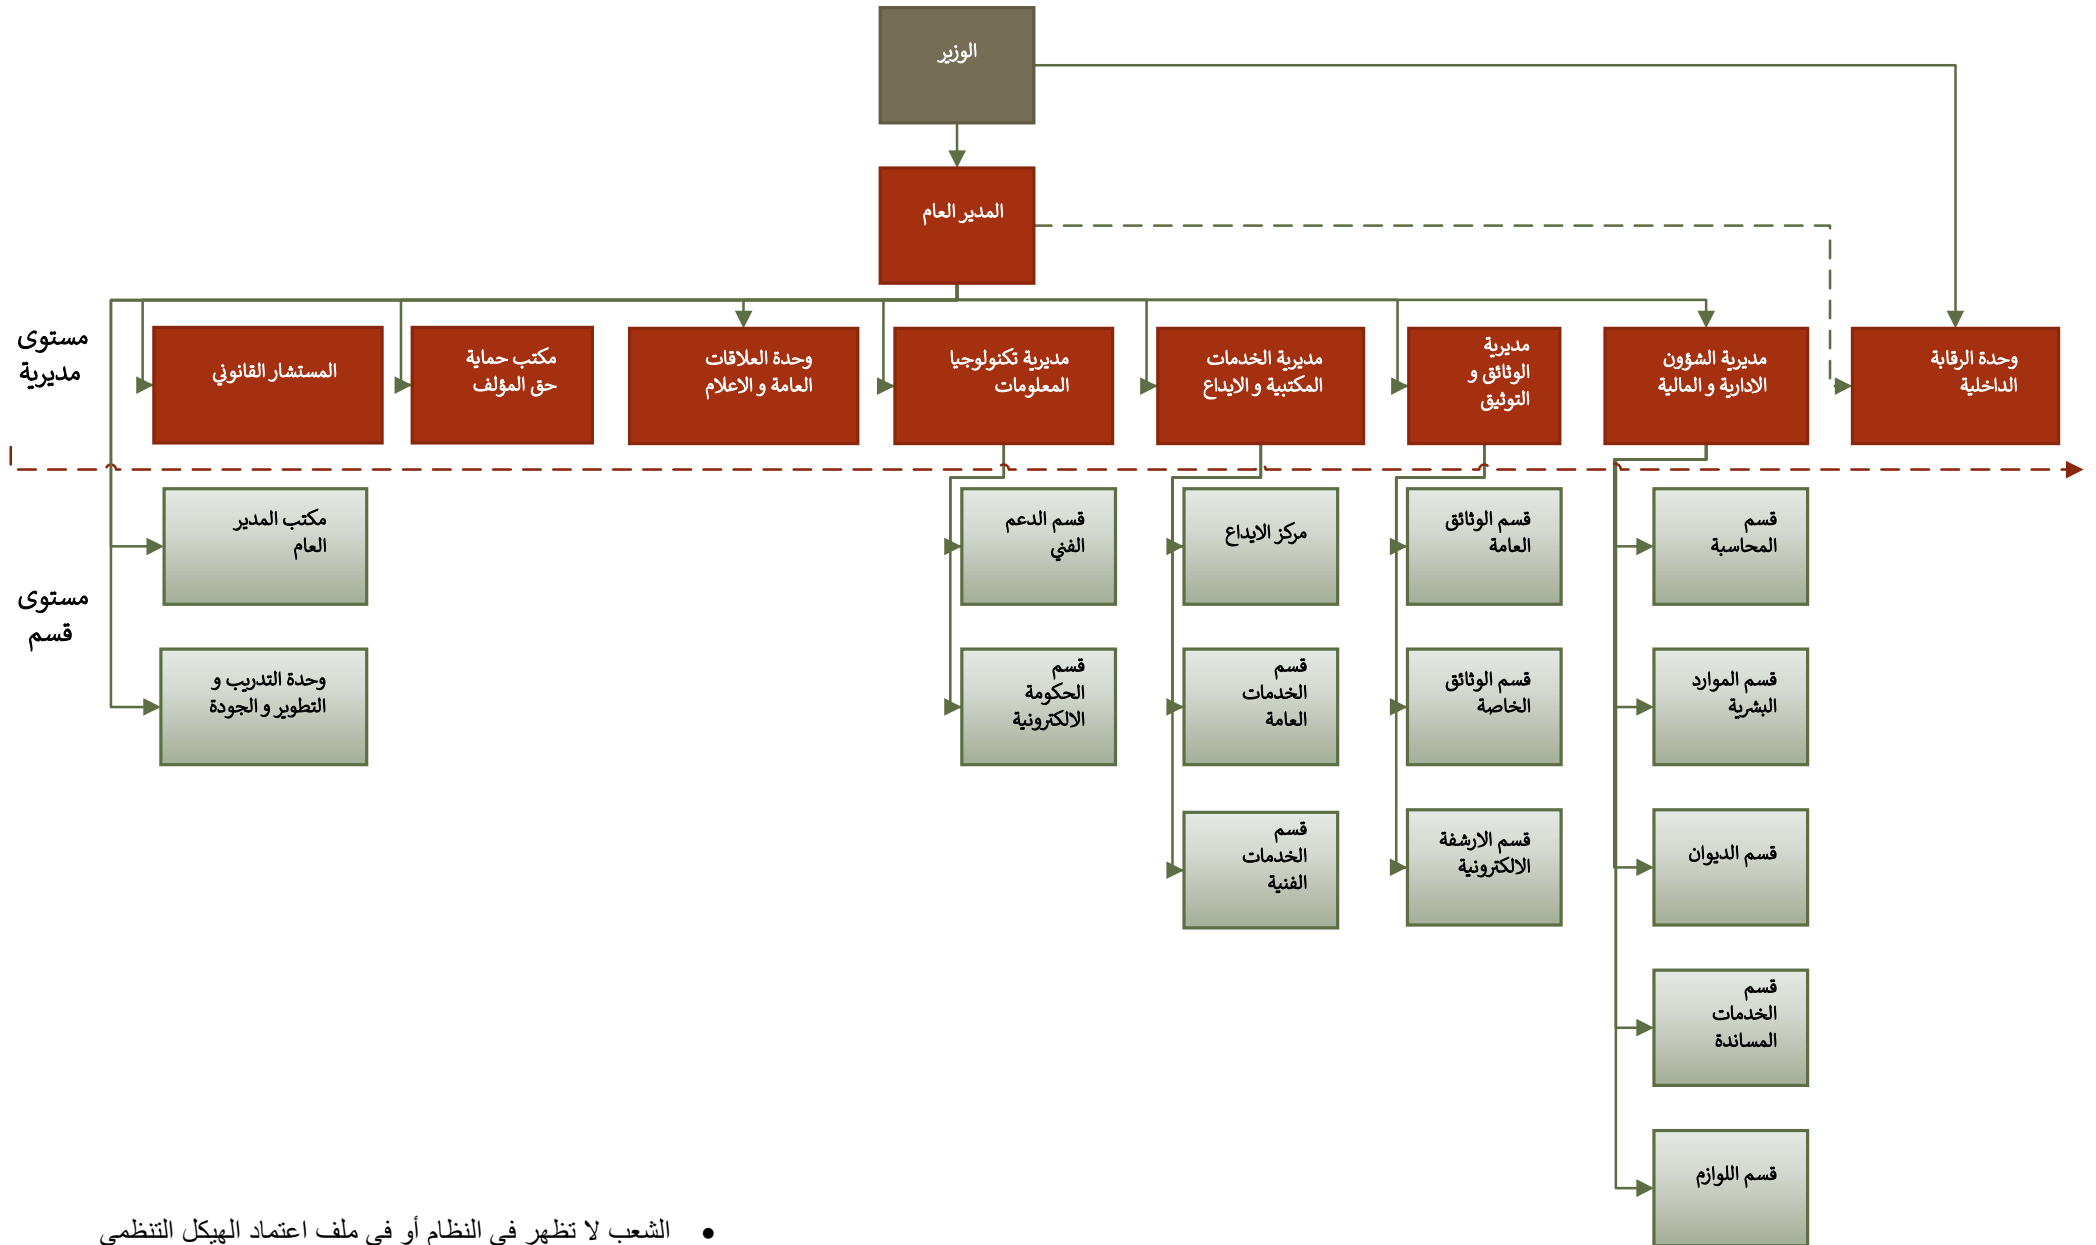 الوزير
المدير العام
مستوى
مديرية
وحدة الرقابة
الداخلية
مديرية الشؤون
الادارية و المالية
مديرية
الوثائق و
التوثيق
مديرية الخدمات
المكتبية و الايداع
مديرية تكنولوجيا
المعلومات
وحدة العلاقات
العامة و الاعلام
مكتب حماية
حق المؤلف
المستشار القانوني
مستوى
قسم
قسم
المحاسبة
قسم الوثائق
العامة
مركز الايداع
قسم الدعم
الفني
مكتب المدير
العام
قسم الموارد
البشرية
قسم الوثائق
الخاصة
قسم
الخدمات
العامة
قسم
الحكومة
الالكترونية
وحدة التدريب و
التطوير و الجودة
قسم الديوان
قسم الارشفة
الالكترونية
قسم
الخدمات
الفنية
قسم
الخدمات
المساندة
قسم اللوازم
• الشعب لا تظهر في النظام أو في ملف اعتماد الهيكل التنظمي